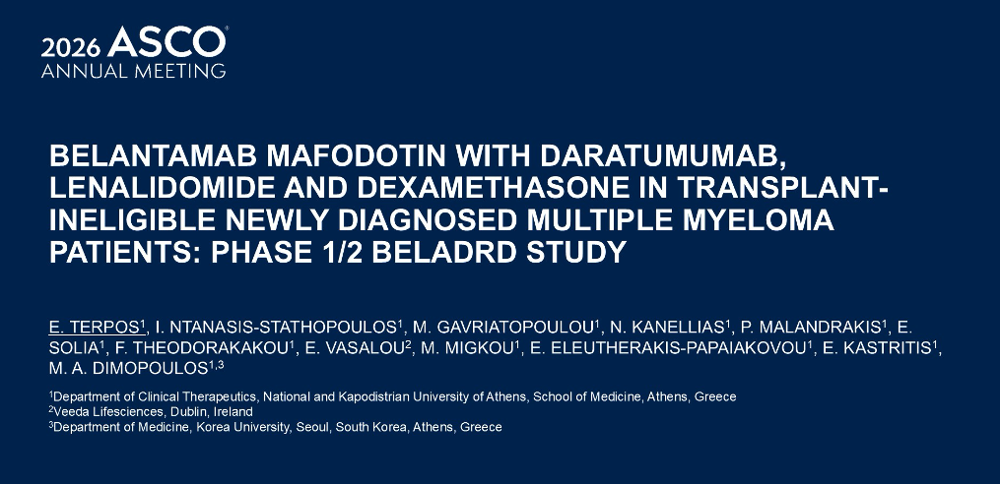 2026 ASCO®
ANNUAL MEETING
BELANTAMAB MAFODOTIN WITH DARATUMUMAB,
LENALIDOMIDE AND DEXAMETHASONE IN TRANSPLANT-
INELIGIBLE NEWLY DIAGNOSED MULTIPLE MYELOMA
PATIENTS: PHASE 1/2 BELADRD STUDY
E. TERPOS¹, I. NTANASIS-STATHOPOULOS¹, M. GAVRIATOPOULOU¹, N. KANELLIAS¹, P. MALANDRAKIS¹, E.
SOLIA¹, F. THEODORAKAKOU¹, E. VASALOU², M. MIGKOU¹, E. ELEUTHERAKIS-PAPAIAKOVOU¹, E. KASTRITIS¹,
M. A. DIMOPOULOS¹,³
¹Department of Clinical Therapeutics, National and Kapodistrian University of Athens, School of Medicine, Athens, Greece
²Veeda Lifesciences, Dublin, Ireland
³Department of Medicine, Korea University, Seoul, South Korea, Athens, Greece